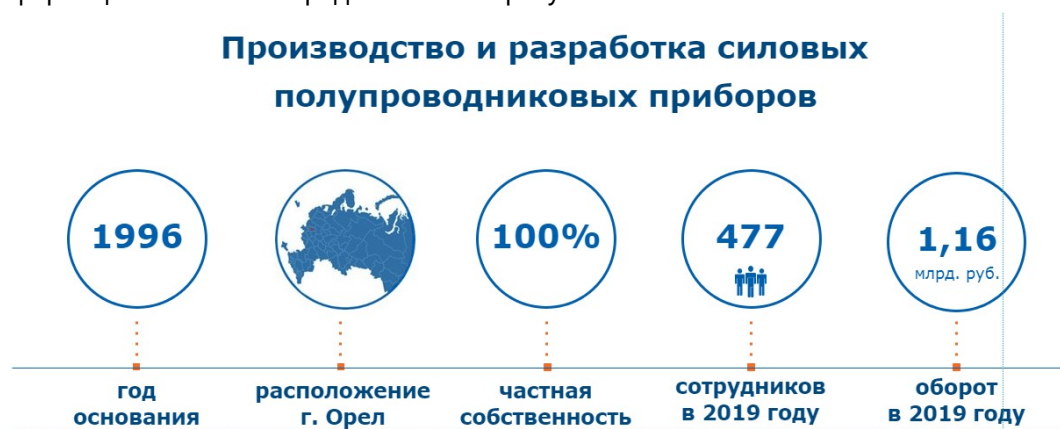 Производство и разработка силовых
полупроводниковых приборов
1996
100%
477
1,16
млрд. руб.
год
основания
расположение
г. Орел
частная
собственность
сотрудников
в 2019 году
оборот
в 2019 году